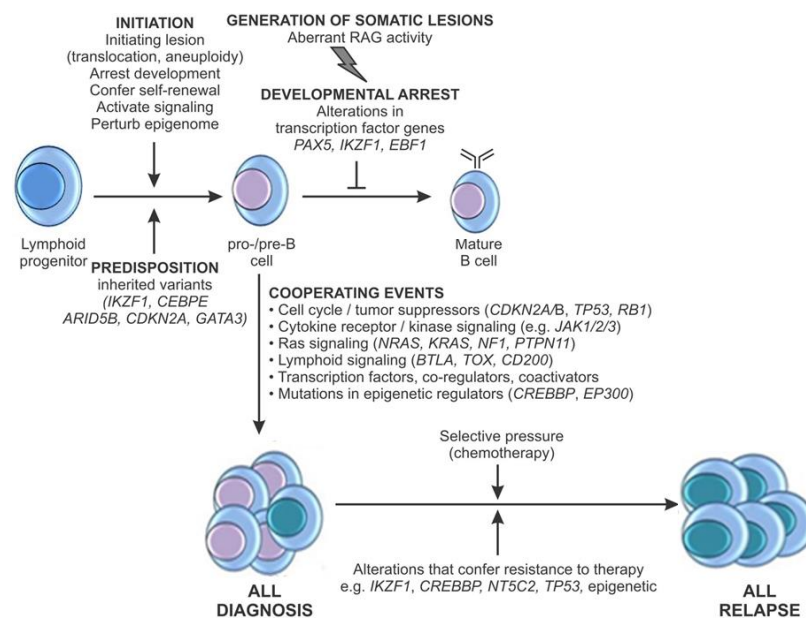 INITIATION
Initiating lesion
(translocation, aneuploidy)
Arrest development
Confer self-renewal
Activate signaling
Perturb epigenome
GENERATION OF SOMATIC LESIONS
Aberrant RAG activity
DEVELOPMENTAL ARREST
Alterations in
transcription factor genes
PAX5, IKZF1, EBF1
Lymphoid
progenitor
pro-/pre-B
cell
Mature
B cell
PREDISPOSITION
inherited variants
(IKZF1, CEBPE
ARID5B, CDKN2A, GATA3)
COOPERATING EVENTS
• Cell cycle / tumor suppressors (CDKN2A/B, TP53, RB1)
• Cytokine receptor / kinase signaling (e.g. JAK1/2/3)
• Ras signaling (NRAS, KRAS, NF1, PTPN11)
• Lymphoid signaling (BTLA, TOX, CD200)
• Transcription factors, co-regulators, coactivators
• Mutations in epigenetic regulators (CREBBP, EP300)
Selective pressure
(chemotherapy)
Alterations that confer resistance to therapy
e.g. IKZF1, CREBBP, NT5C2, TP53, epigenetic
ALL
DIAGNOSIS
ALL
RELAPSE